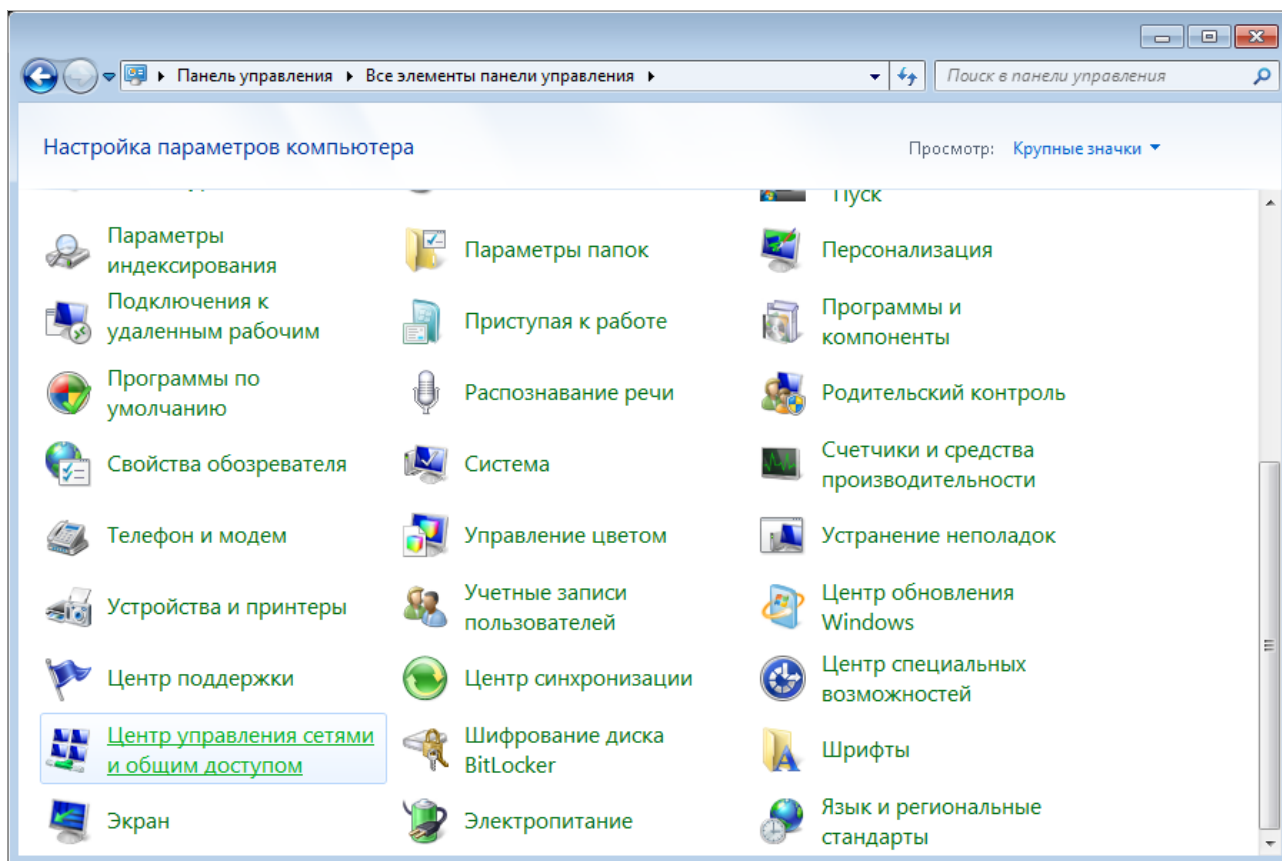 Панель управления ▸ Все элементы панели управления ▸
Поиск в панели управления
Настройка параметров компьютера
Просмотр: Крупные значки
Пуск
Параметры
индексирования
Параметры папок
Персонализация
Подключения к
удаленным рабочим
Приступая к работе
Программы и
компоненты
Программы по
умолчанию
Распознавание речи
Родительский контроль
Свойства обозревателя
Система
Счетчики и средства
производительности
Телефон и модем
Управление цветом
Устранение неполадок
Устройства и принтеры
Учетные записи
пользователей
Центр обновления
Windows
Центр поддержки
Центр синхронизации
Центр специальных
возможностей
Центр управления сетями
и общим доступом
Шифрование диска
BitLocker
Шрифты
Экран
Электропитание
Язык и региональные
стандарты